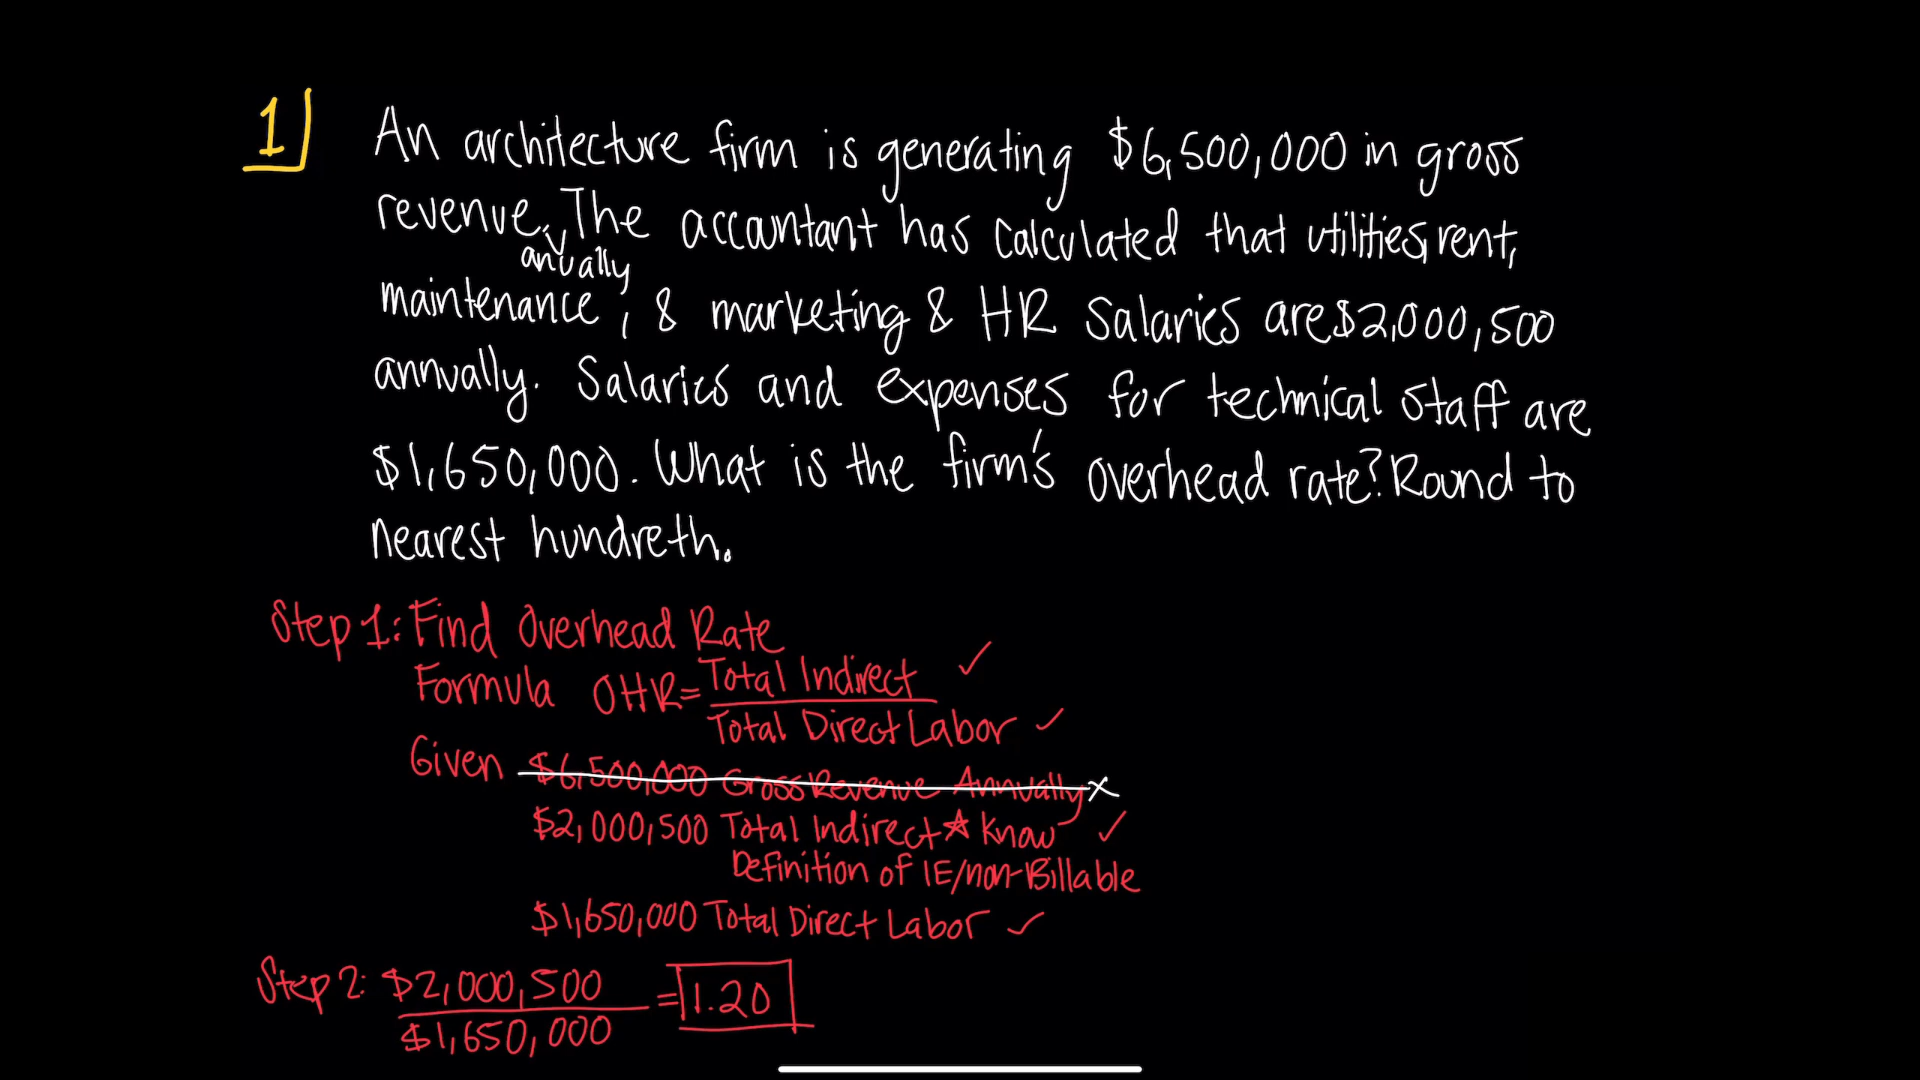 1
An architecture firm is generating $6,500,000 in gross
revenue. The accountant has calculated that utilities, rent,
anually
maintenance, & marketing & HR Salaries are $2,000,500
annually. Salaries and expenses for technical staff are
$1,650,000. What is the firm's overhead rate? Round to
nearest hundreth.
Step 1: Find Overhead Rate
Formula OHR= Total Indirect ✓
Total Direct Labor ✓
Given $6,500,000 Gross Revenue Annually x
$2,000,500 Total Indirect ☆ Know ✓
Definition of IE/non-Billable
$1,650,000 Total Direct Labor ✓
Step 2: $2,000,500 = 1.20
$1,650,000